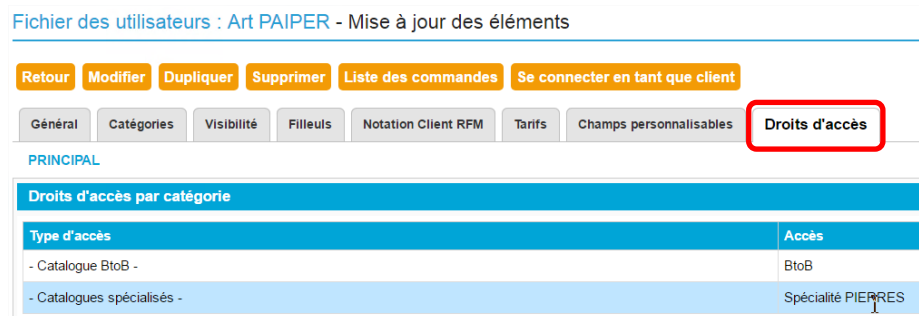 Fichier des utilisateurs : Art PAIPER - Mise à jour des éléments
Retour Modifier Dupliquer Supprimer Liste des commandes Se connecter en tant que client
Général Catégories Visibilité Filleuls Notation Client RFM Tarifs Champs personnalisables Droits d'accès
PRINCIPAL
Droits d'accès par catégorie
Type d'accès Accès
- Catalogue BtoB - BtoB
- Catalogues spécialisés - Spécialité PIERRES